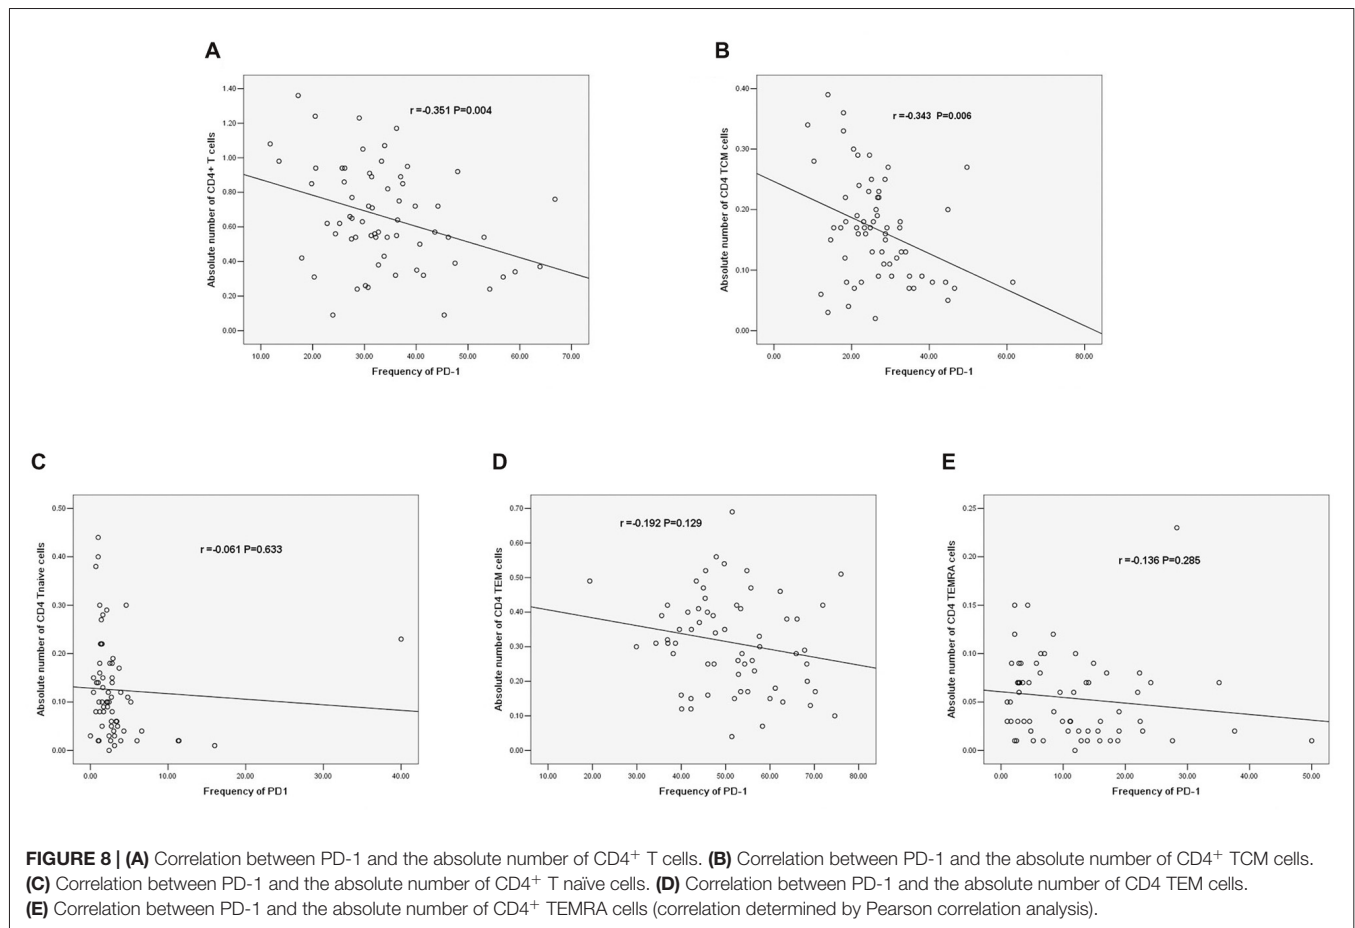 A
r =-0.351 P=0.004
Absolute number of CD4+ T cells
1.40
1.20
1.00
0.80
0.60
0.40
0.20
0.00
10.00 20.00 30.00 40.00 50.00 60.00 70.00
Frequency of PD-1
B
r =-0.343 P=0.006
Absolute number of CD4 TCM cells
0.40
0.30
0.20
0.10
0.00
0.00 20.00 40.00 60.00 80.00
Frequency of PD-1
C
r =-0.061 P=0.633
Absolute number of CD4 Tnaive cells
0.50
0.40
0.30
0.20
0.10
0.00
0.00 10.00 20.00 30.00 40.00
Frequency of PD1
D
r =-0.192 P=0.129
Absolute number of CD4 TEM cells
0.70
0.60
0.50
0.40
0.30
0.20
0.10
0.00
10.00 20.00 30.00 40.00 50.00 60.00 70.00 80.00
Frequency of PD-1
E
r =-0.136 P=0.285
Absolute number of CD4 TEMRA cells
0.25
0.20
0.15
0.10
0.05
0.00
0.00 10.00 20.00 30.00 40.00 50.00
Frequency of PD-1
FIGURE 8 | (A) Correlation between PD-1 and the absolute number of CD4+ T cells. (B) Correlation between PD-1 and the absolute number of CD4+ TCM cells.
(C) Correlation between PD-1 and the absolute number of CD4+ T naïve cells. (D) Correlation between PD-1 and the absolute number of CD4 TEM cells.
(E) Correlation between PD-1 and the absolute number of CD4+ TEMRA cells (correlation determined by Pearson correlation analysis).